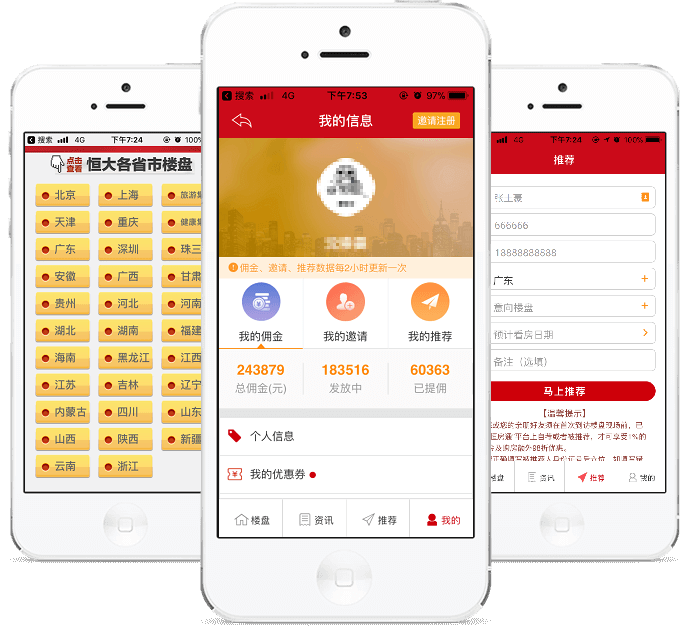 搜索 4G 下午7:24 100%
点击
查看
恒大各省市楼盘
北京 上海
天津 重庆
广东 深圳 珠三
安徽 广西 甘肃
贵州 河北 河南
湖北 湖南 福建
海南 黑龙江 江西
江苏 吉林 辽宁
内蒙古 四川 山东
山西 陕西 新疆
云南 浙江
搜索 4G 下午7:53 97%
我的信息 邀请注册
佣金、邀请、推荐数据每2小时更新一次
我的佣金 我的邀请 我的推荐
243879 183516 60363
总佣金(元) 发放中 已提佣
个人信息
我的优惠券
楼盘 资讯 推荐 我的
4G 下午7:24 100%
推荐
张土豪
666666
18888888888
广东
意向楼盘
预计看房日期
备注（选填）
马上推荐
【温馨提示】
楼盘 资讯 推荐 我的